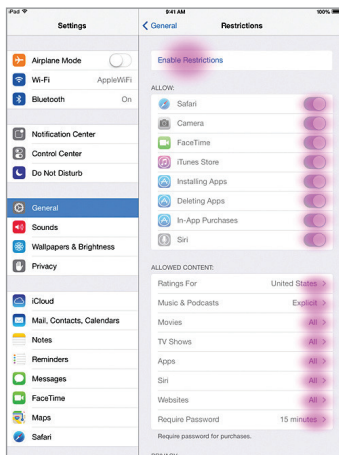 iPad 9:41 AM 100%
Settings
General Restrictions
Airplane Mode
Wi-Fi AppleWiFi
Bluetooth On
Notification Center
Control Center
Do Not Disturb
General
Sounds
Wallpapers & Brightness
Privacy
iCloud
Mail, Contacts, Calendars
Notes
Reminders
Messages
FaceTime
Maps
Safari
Enable Restrictions
ALLOW:
Safari
Camera
FaceTime
iTunes Store
Installing Apps
Deleting Apps
In-App Purchases
Siri
ALLOWED CONTENT:
Ratings For United States
Music & Podcasts Explicit
Movies All
TV Shows All
Apps All
Siri All
Websites All
Require Password 15 minutes
Require password for purchases.